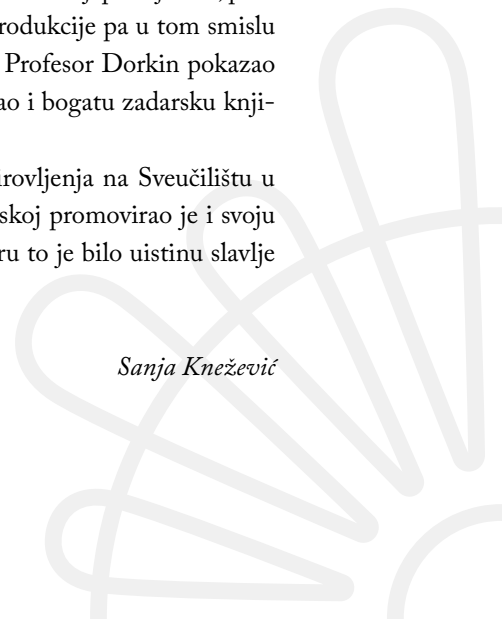 rodukcije pa u tom smislu
Profesor Dorkin pokazao
ao i bogatu zadarsku knji-
irovljenja na Sveučilištu u
skoj promovirao je i svoju
ru to je bilo uistinu slavlje
Sanja Knežević